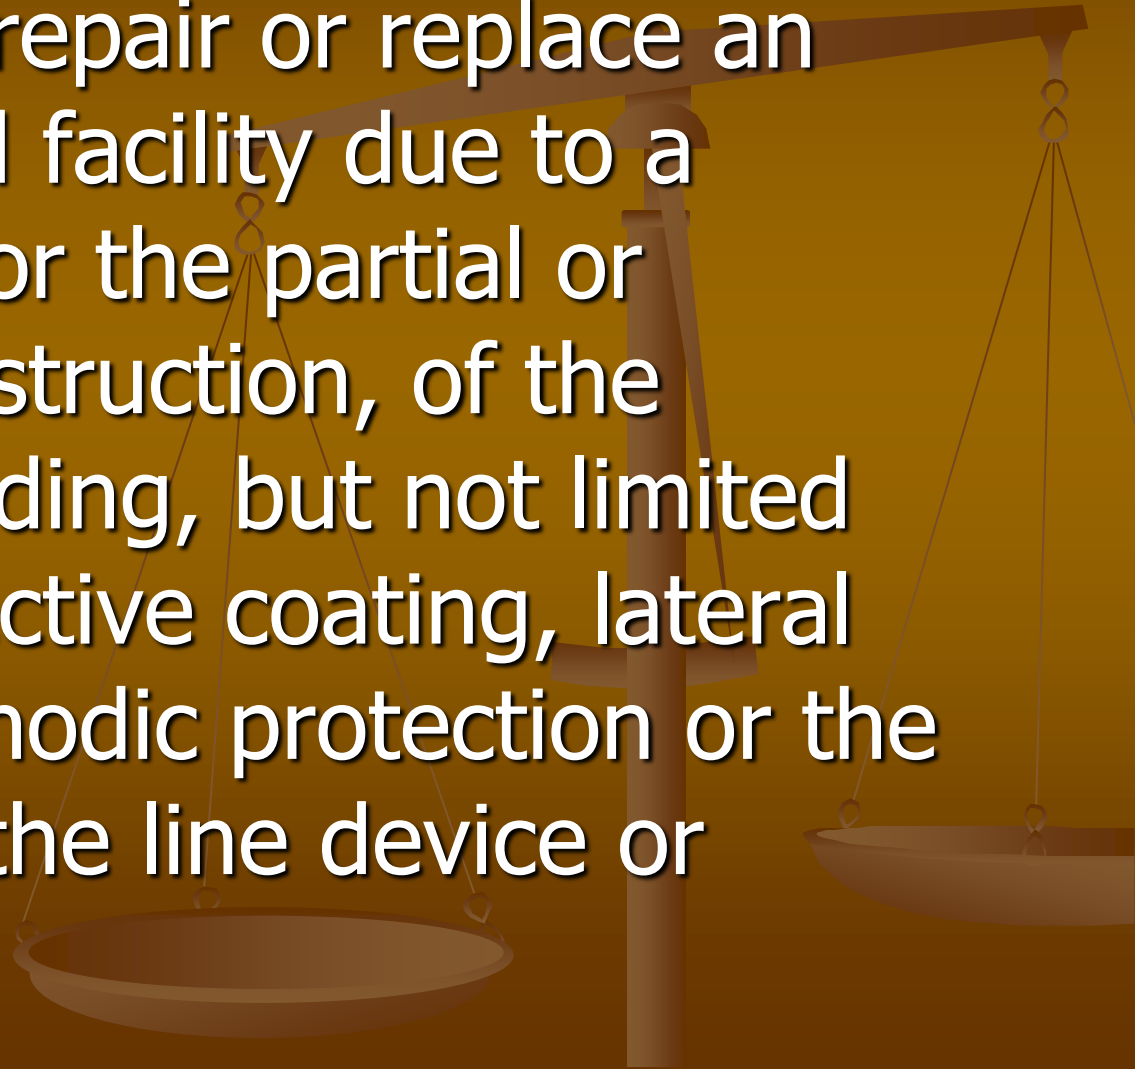 repair or replace an
facility due to a
or the partial or
struction, of the
ding, but not limited
ctive coating, lateral
hodic protection or the
the line device or